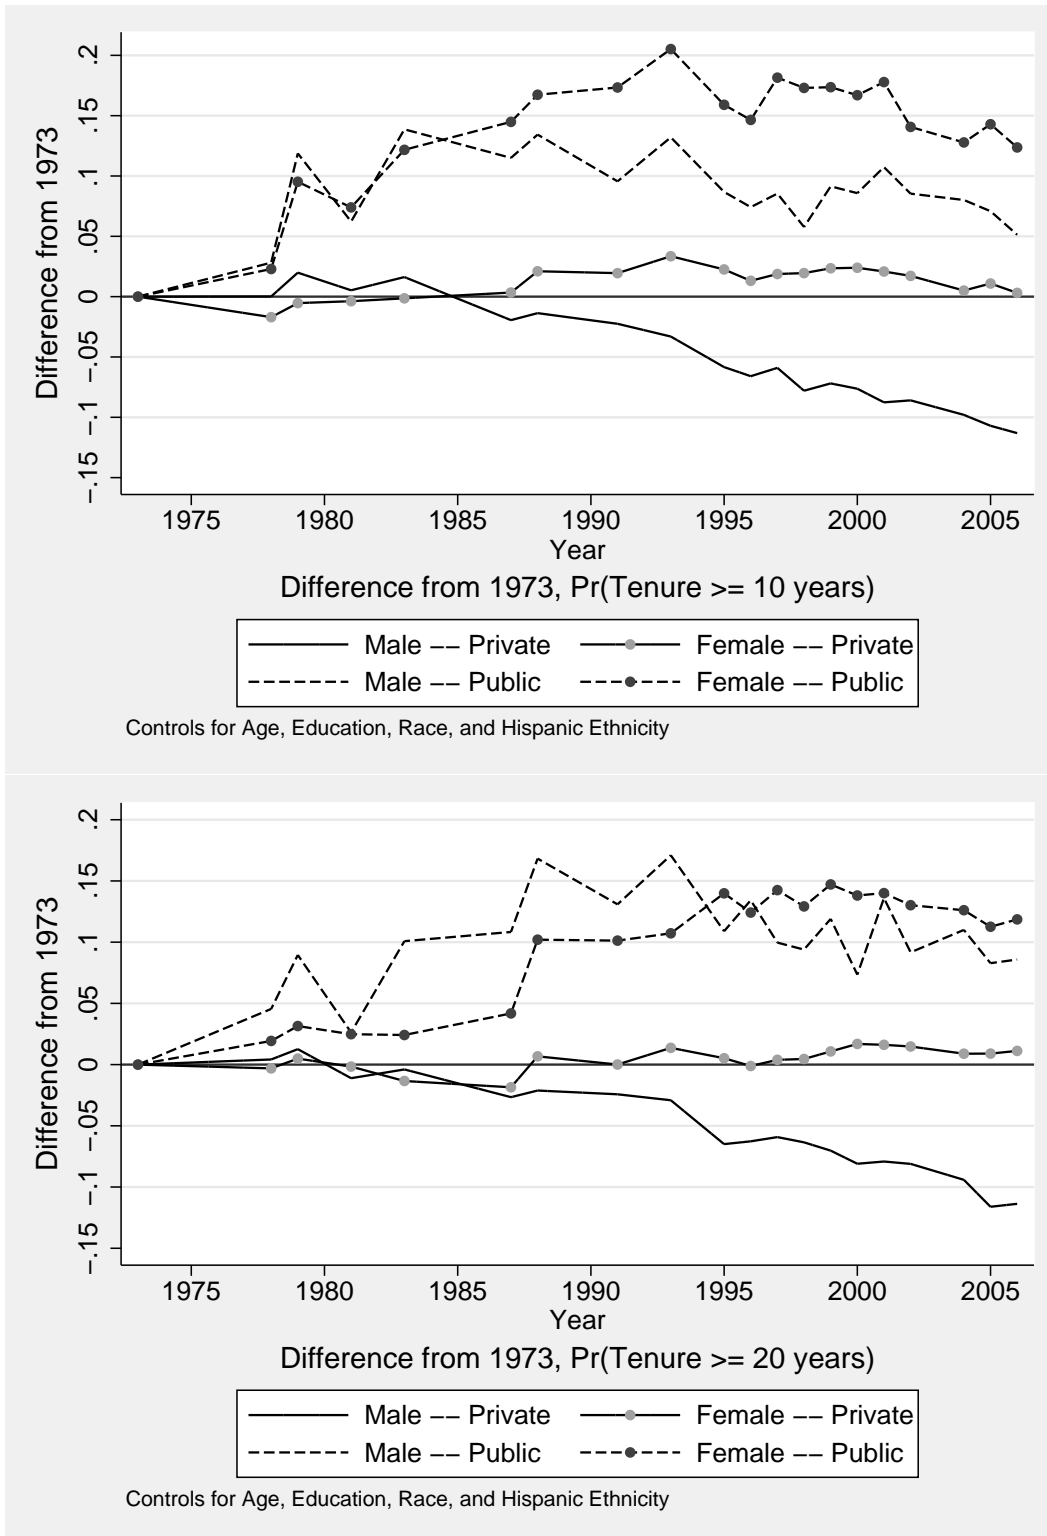 Difference from 1973
.2
.15
.1
.05
0
−.05
−.1
−.15
1975 1980 1985 1990 1995 2000 2005
Year
Difference from 1973, Pr(Tenure >= 10 years)
Male −− Private Female −− Private
Male −− Public Female −− Public
Controls for Age, Education, Race, and Hispanic Ethnicity
Difference from 1973
.2
.15
.1
.05
0
−.05
−.1
−.15
1975 1980 1985 1990 1995 2000 2005
Year
Difference from 1973, Pr(Tenure >= 20 years)
Male −− Private Female −− Private
Male −− Public Female −− Public
Controls for Age, Education, Race, and Hispanic Ethnicity